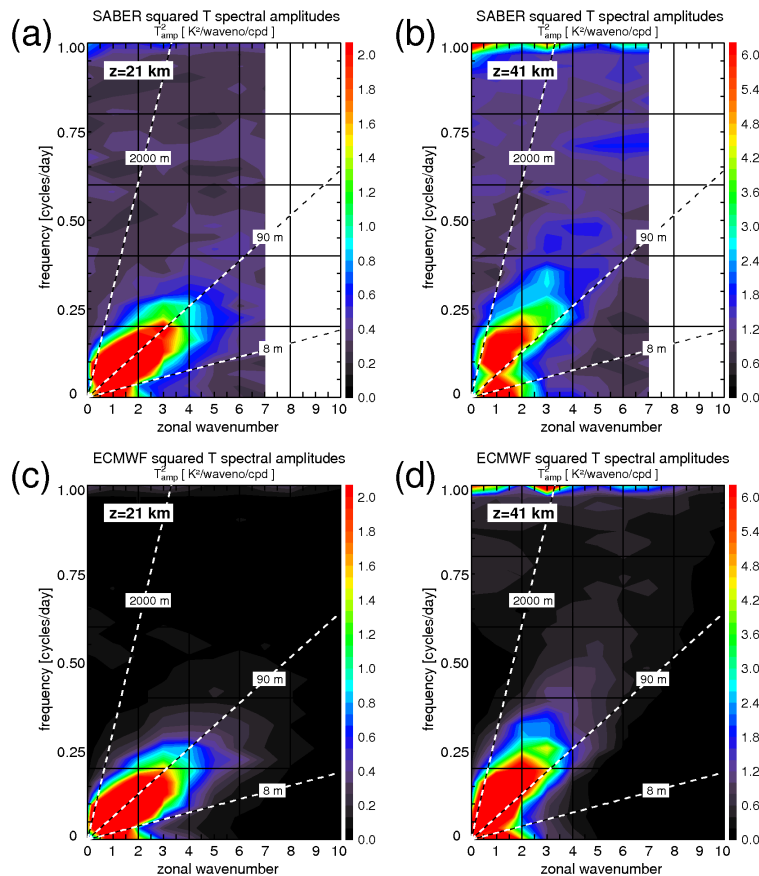 (a)
SABER squared T spectral amplitudes
T²amp [ K²/waveno/cpd ]
z=21 km
2000 m
90 m
8 m
frequency [cycles/day]
1.00
0.75
0.50
0.25
0
0 1 2 3 4 5 6 7 8 9 10
zonal wavenumber
2.0
1.8
1.6
1.4
1.2
1.0
0.8
0.6
0.4
0.2
0.0
(b)
SABER squared T spectral amplitudes
T²amp [ K²/waveno/cpd ]
z=41 km
2000 m
90 m
8 m
frequency [cycles/day]
1.00
0.75
0.50
0.25
0
0 1 2 3 4 5 6 7 8 9 10
zonal wavenumber
6.0
5.4
4.8
4.2
3.6
3.0
2.4
1.8
1.2
0.6
0.0
(c)
ECMWF squared T spectral amplitudes
T²amp [ K²/waveno/cpd ]
z=21 km
2000 m
90 m
8 m
frequency [cycles/day]
1.00
0.75
0.50
0.25
0
0 1 2 3 4 5 6 7 8 9 10
zonal wavenumber
2.0
1.8
1.6
1.4
1.2
1.0
0.8
0.6
0.4
0.2
0.0
(d)
ECMWF squared T spectral amplitudes
T²amp [ K²/waveno/cpd ]
z=41 km
2000 m
90 m
8 m
frequency [cycles/day]
1.00
0.75
0.50
0.25
0
0 1 2 3 4 5 6 7 8 9 10
zonal wavenumber
6.0
5.4
4.8
4.2
3.6
3.0
2.4
1.8
1.2
0.6
0.0